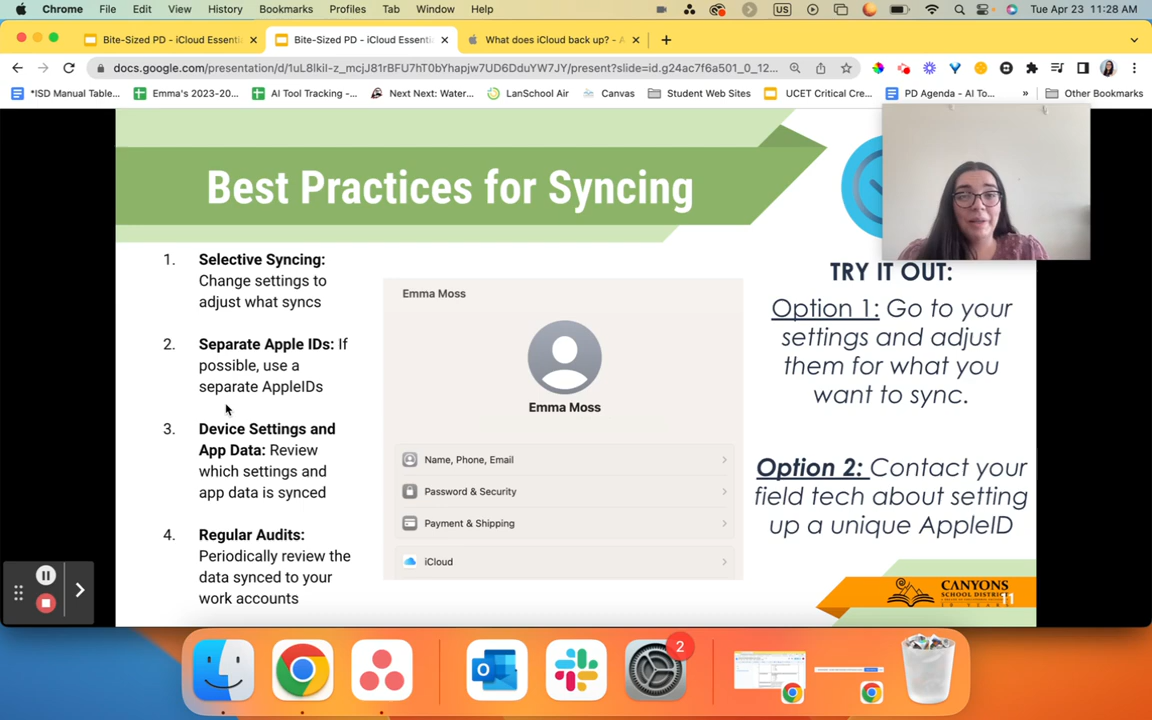 Chrome File Edit View History Bookmarks Profiles Tab Window Help US Tue Apr 23 11:28 AM
Bite-Sized PD - iCloud Essenti Bite-Sized PD - iCloud Essenti What does iCloud back up? - A
docs.google.com/presentation/d/1uL8lkil-z_mcjJ81rBFU7hT0bYhapjw7UD6DduYW7JY/present?slide=id.g24ac7f6a501_0_12...
*ISD Manual Table... Emma's 2023-20... AI Tool Tracking -... Next Next: Water... LanSchool Air Canvas Student Web Sites UCET Critical Cre... PD Agenda - AI To... » Other Bookmarks
Best Practices for Syncing
1. Selective Syncing:
Change settings to
adjust what syncs
2. Separate Apple IDs: If
possible, use a
separate AppleIDs
3. Device Settings and
App Data: Review
which settings and
app data is synced
4. Regular Audits:
Periodically review the
data synced to your
work accounts
Emma Moss
Emma Moss
Name, Phone, Email
Password & Security
Payment & Shipping
iCloud
TRY IT OUT:
Option 1: Go to your
settings and adjust
them for what you
want to sync.
Option 2: Contact your
field tech about setting
up a unique AppleID
CANYONS
SCHOOL DISTRICT
11
2